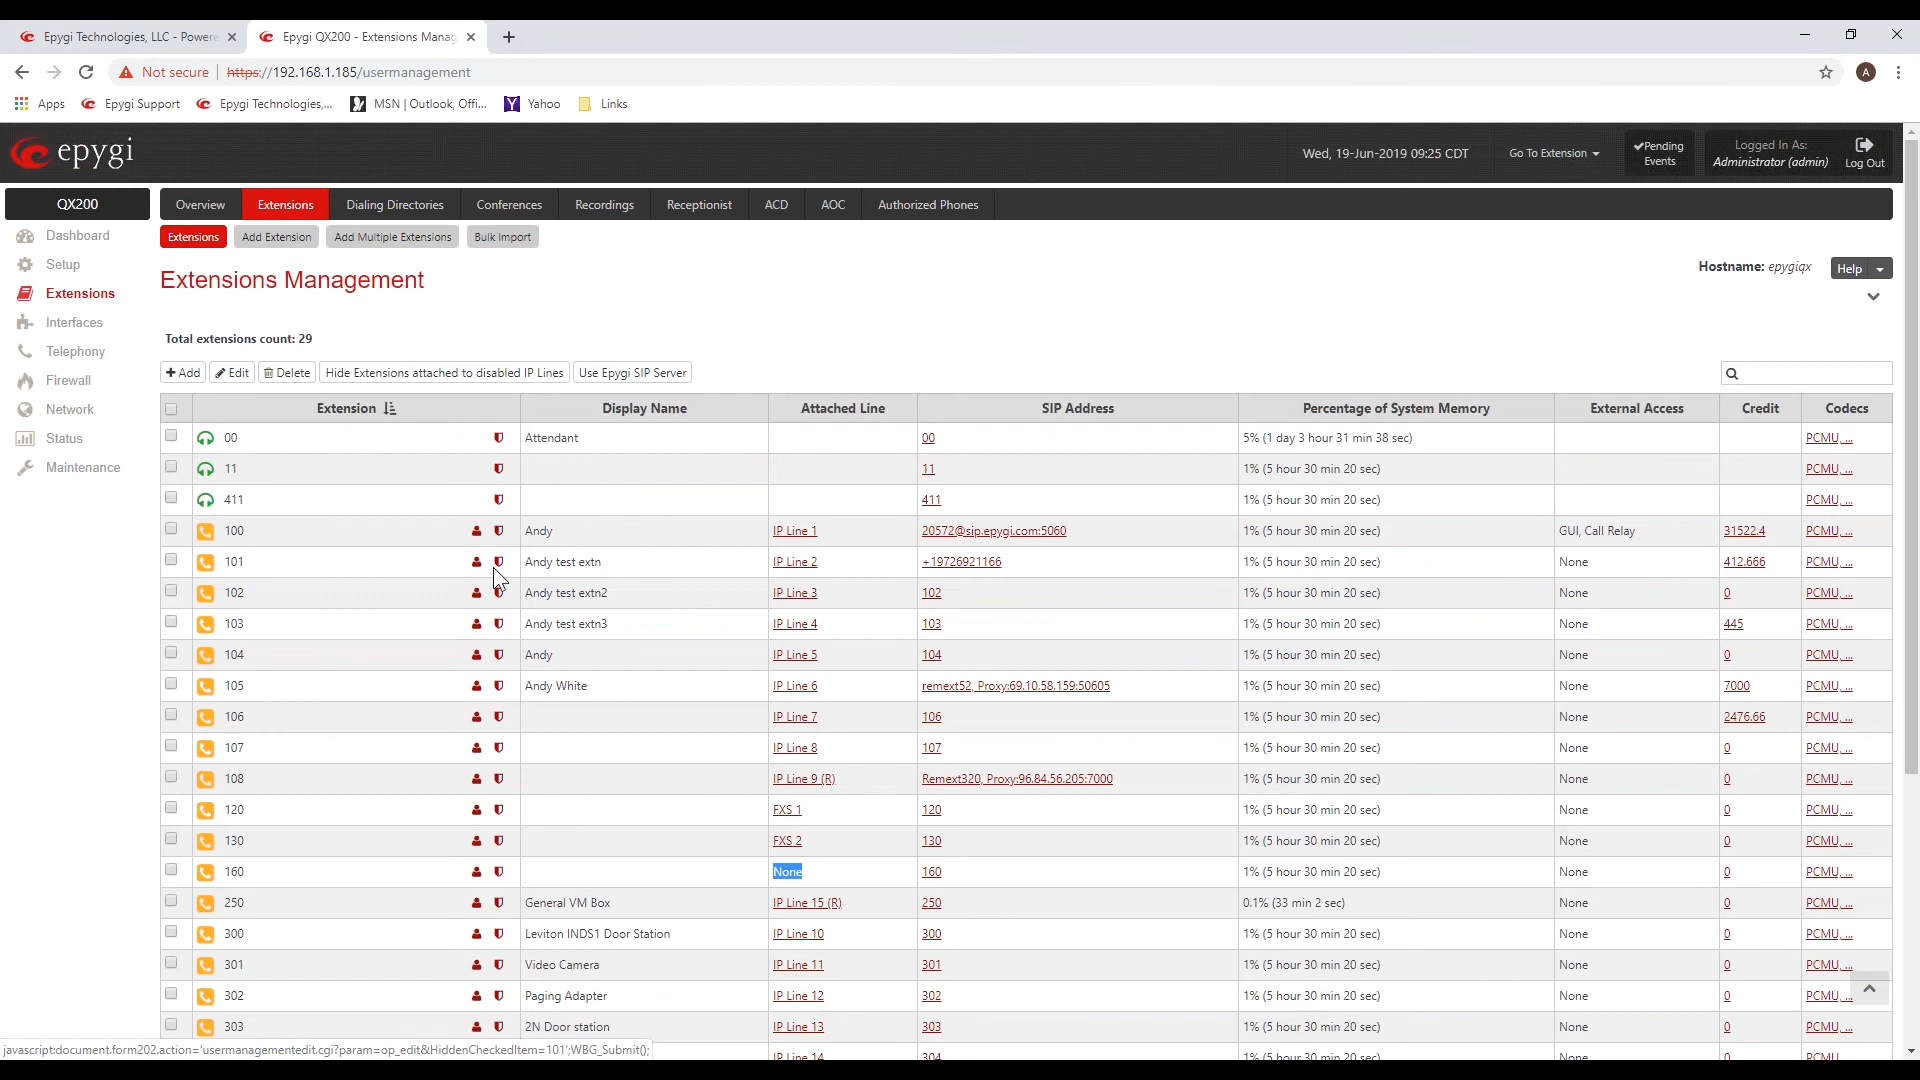 Epygi Technologies, LLC - Powere
Epygi QX200 - Extensions Manag
Not secure
https://192.168.1.185/usermanagement
A
Apps
Epygi Support
Epygi Technologies,...
MSN | Outlook, Offi...
Yahoo
Links
epygi
Wed, 19-Jun-2019 09:25 CDT
Go To Extension
Pending Events
Logged In As: Administrator (admin)
Log Out
QX200
Overview
Extensions
Dialing Directories
Conferences
Recordings
Receptionist
ACD
AOC
Authorized Phones
Dashboard
Setup
Extensions
Interfaces
Telephony
Firewall
Network
Status
Maintenance
Extensions
Add Extension
Add Multiple Extensions
Bulk Import
Extensions Management
Hostname: epygiqx
Help
Total extensions count: 29
Add
Edit
Delete
Hide Extensions attached to disabled IP Lines
Use Epygi SIP Server
Extension Display Name Attached Line SIP Address Percentage of System Memory External Access Credit Codecs
00 Attendant 00 5% (1 day 3 hour 31 min 38 sec) PCMU, ...
11 11 1% (5 hour 30 min 20 sec) PCMU, ...
411 411 1% (5 hour 30 min 20 sec) PCMU, ...
100 Andy IP Line 1 20572@sip.epygi.com:5060 1% (5 hour 30 min 20 sec) GUI, Call Relay 31522.4 PCMU, ...
101 Andy test extn IP Line 2 +19726921166 1% (5 hour 30 min 20 sec) None 412.666 PCMU, ...
102 Andy test extn2 IP Line 3 102 1% (5 hour 30 min 20 sec) None 0 PCMU, ...
103 Andy test extn3 IP Line 4 103 1% (5 hour 30 min 20 sec) None 445 PCMU, ...
104 Andy IP Line 5 104 1% (5 hour 30 min 20 sec) None 0 PCMU, ...
105 Andy White IP Line 6 remext52, Proxy:69.10.58.159:50605 1% (5 hour 30 min 20 sec) None 7000 PCMU, ...
106 IP Line 7 106 1% (5 hour 30 min 20 sec) None 2476.66 PCMU, ...
107 IP Line 8 107 1% (5 hour 30 min 20 sec) None 0 PCMU, ...
108 IP Line 9 (R) Remext320, Proxy:96.84.56.205:7000 1% (5 hour 30 min 20 sec) None 0 PCMU, ...
120 FXS 1 120 1% (5 hour 30 min 20 sec) None 0 PCMU, ...
130 FXS 2 130 1% (5 hour 30 min 20 sec) None 0 PCMU, ...
160 None 160 1% (5 hour 30 min 20 sec) None 0 PCMU, ...
250 General VM Box IP Line 15 (R) 250 0.1% (33 min 2 sec) None 0 PCMU, ...
300 Leviton INDS1 Door Station IP Line 10 300 1% (5 hour 30 min 20 sec) None 0 PCMU, ...
301 Video Camera IP Line 11 301 1% (5 hour 30 min 20 sec) None 0 PCMU, ...
302 Paging Adapter IP Line 12 302 1% (5 hour 30 min 20 sec) None 0 PCMU, ...
303 2N Door station IP Line 13 303 1% (5 hour 30 min 20 sec) None 0 PCMU, ...
IP Line 14 304 1% (5 hour 30 min 20 sec) None 0 PCMU, ...
javascript:document.form202.action='usermanagementedit.cgi?param=op_edit&HiddenCheckedItem=101';WBG_Submit();